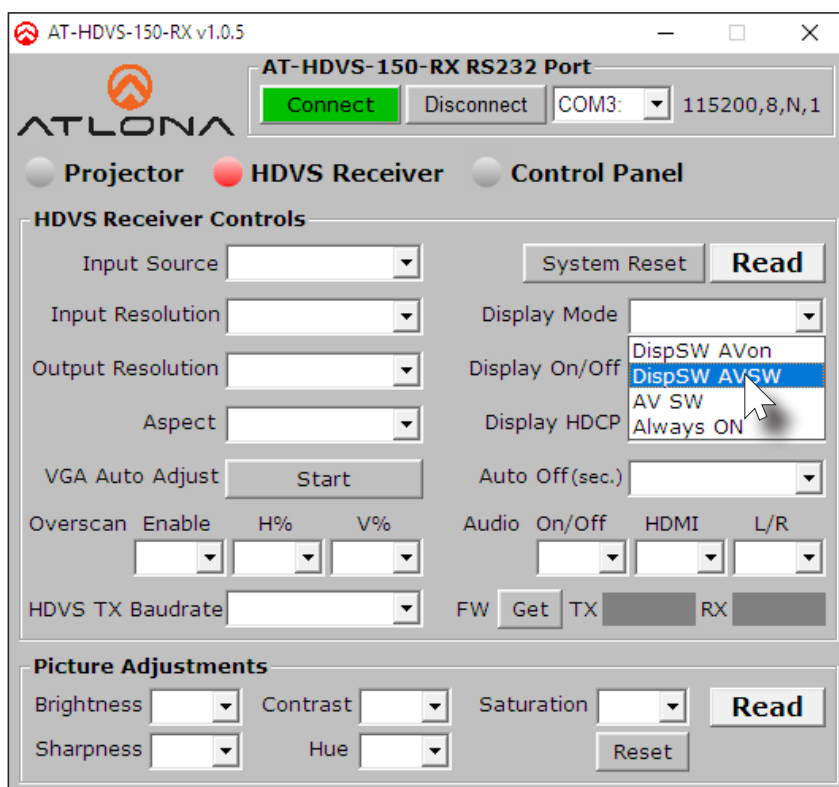 AT-HDVS-150-RX v1.0.5
AT-HDVS-150-RX RS232 Port
ATLONA
Connect Disconnect COM3: 115200,8,N,1
Projector HDVS Receiver Control Panel
HDVS Receiver Controls
Input Source System Reset Read
Input Resolution Display Mode
DispSW AVon
Output Resolution Display On/Off DispSW AVSW
AV SW
Aspect Display HDCP Always ON
VGA Auto Adjust Start Auto Off(sec.)
Overscan Enable H% V% Audio On/Off HDMI L/R
HDVS TX Baudrate FW Get TX RX
Picture Adjustments
Brightness Contrast Saturation Read
Sharpness Hue Reset